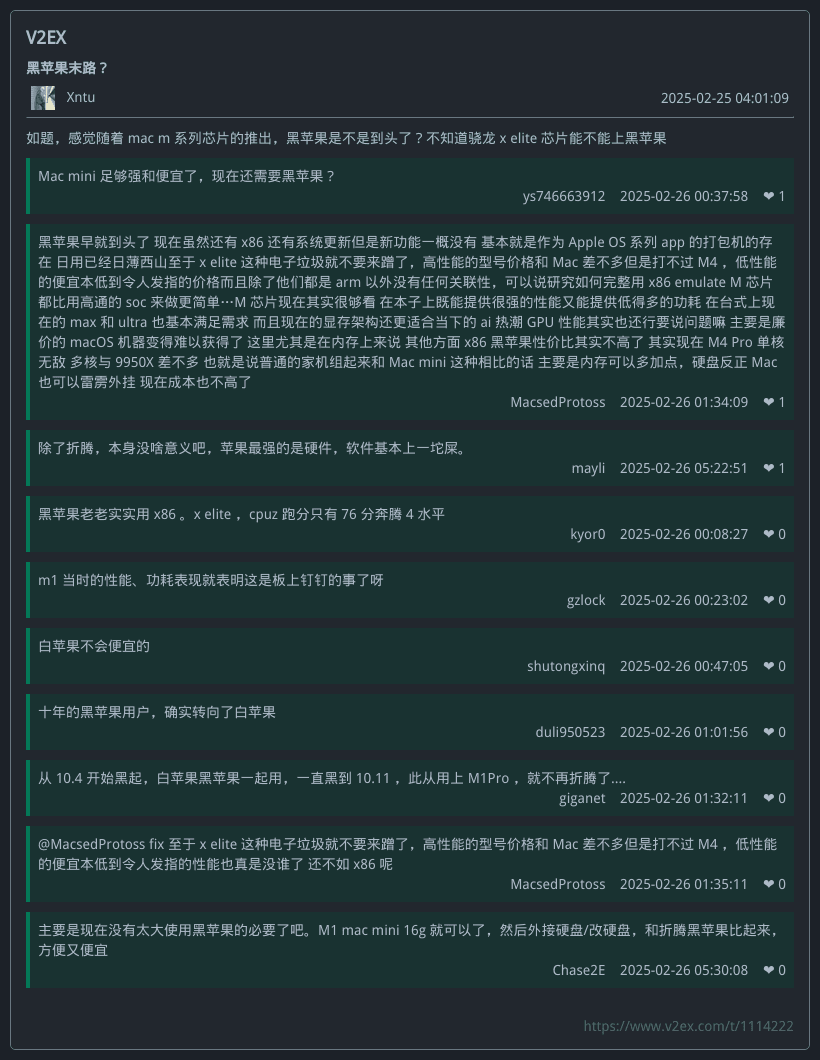 V2EX
黑苹果末路？
Xntu
2025-02-25 04:01:09
如题，感觉随着 mac m 系列芯片的推出，黑苹果是不是到头了？不知道骁龙 x elite 芯片能不能上黑苹果
Mac mini 足够强和便宜了，现在还需要黑苹果？
ys746663912 2025-02-26 00:37:58 ❤ 1
黑苹果早就到头了 现在虽然还有 x86 还有系统更新但是新功能一概没有 基本就是作为 Apple OS 系列 app 的打包机的存
在 日用已经日薄西山至于 x elite 这种电子垃圾就不要来蹭了，高性能的型号价格和 Mac 差不多但是打不过 M4 ，低性能
的便宜本低到令人发指的价格而且除了他们都是 arm 以外没有任何关联性，可以说研究如何完整用 x86 emulate M 芯片
都比用高通的 soc 来做更简单…M 芯片现在其实很够看 在本子上既能提供很强的性能又能提供低得多的功耗 在台式上现
在的 max 和 ultra 也基本满足需求 而且现在的显存架构还更适合当下的 ai 热潮 GPU 性能其实也还行要说问题嘛 主要是廉
价的 macOS 机器变得难以获得了 这里尤其是在内存上来说 其他方面 x86 黑苹果性价比其实不高了 其实现在 M4 Pro 单核
无敌 多核与 9950X 差不多 也就是说普通的家机组起来和 Mac mini 这种相比的话 主要是内存可以多加点，硬盘反正 Mac
也可以雷雳外挂 现在成本也不高了
MacsedProtoss 2025-02-26 01:34:09 ❤ 1
除了折腾，本身没啥意义吧，苹果最强的是硬件，软件基本上一坨屎。
mayli 2025-02-26 05:22:51 ❤ 1
黑苹果老老实实用 x86 。x elite ，cpuz 跑分只有 76 分奔腾 4 水平
kyor0 2025-02-26 00:08:27 ❤ 0
m1 当时的性能、功耗表现就表明这是板上钉钉的事了呀
gzlock 2025-02-26 00:23:02 ❤ 0
白苹果不会便宜的
shutongxinq 2025-02-26 00:47:05 ❤ 0
十年的黑苹果用户，确实转向了白苹果
duli950523 2025-02-26 01:01:56 ❤ 0
从 10.4 开始黑起，白苹果黑苹果一起用，一直黑到 10.11 ，此从用上 M1Pro ，就不再折腾了....
giganet 2025-02-26 01:32:11 ❤ 0
@MacsedProtoss fix 至于 x elite 这种电子垃圾就不要来蹭了，高性能的型号价格和 Mac 差不多但是打不过 M4 ，低性能
的便宜本低到令人发指的性能也真是没谁了 还不如 x86 呢
MacsedProtoss 2025-02-26 01:35:11 ❤ 0
主要是现在没有太大使用黑苹果的必要了吧。M1 mac mini 16g 就可以了，然后外接硬盘/改硬盘，和折腾黑苹果比起来，
方便又便宜
Chase2E 2025-02-26 05:30:08 ❤ 0
https://www.v2ex.com/t/1114222